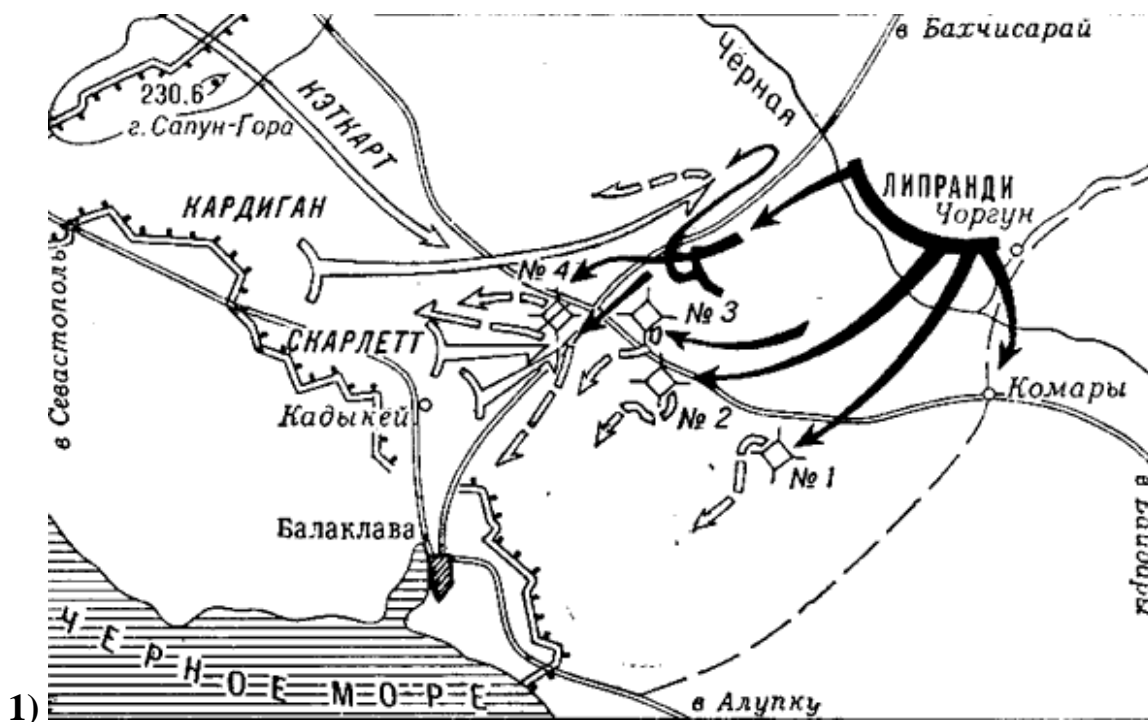 в Бахчисарай
Чёрная
230.6
г. Сапун-Гора
КЭТКАРТ
ЛИПРАНДИ
Чоргун
КАРДИГАН
№ 4
№ 3
в Севастополь
СКАРЛЕТТ
Комары
Кадыкёй
№ 2
№ 1
Балаклава
ЧЕРНОЕ МОРЕ
в Алупку
1)